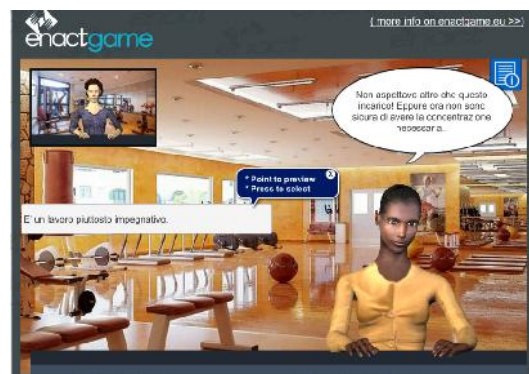 enactgame
( more info on enactgame.eu >>)
Non aspettavo altro che questo
incarico! Eppure ora non sono
sicura di avere la concentrazione
necessaria.
* Point to preview
* Press to select
X
E' un lavoro piuttosto impegnativo.